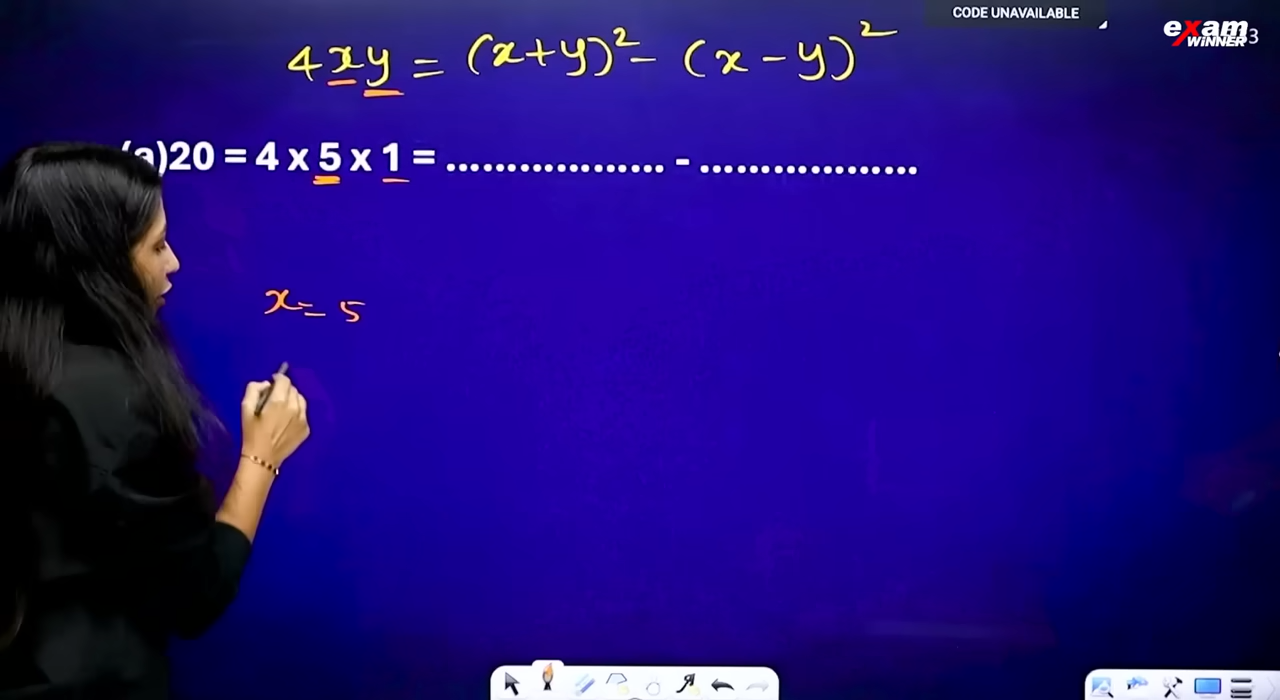 CODE UNAVAILABLE
exam WINNER
4xy = (x+y)² - (x-y)²
(a)20 = 4 x 5 x 1 = .................. - ..................
x = 5